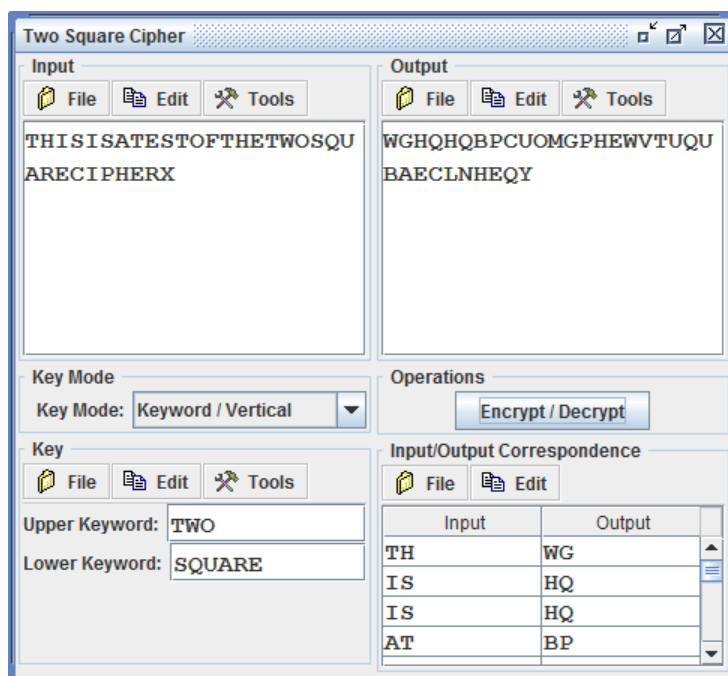 Two Square Cipher
Input
File Edit Tools
THISISATESTOFTHETWOSQU
ARECIPHERX
Output
File Edit Tools
WGHQHQBPCUOMGPHEWVTUQU
BAECLNHEQY
Key Mode
Key Mode: Keyword / Vertical
Operations
Encrypt / Decrypt
Key
File Edit Tools
Upper Keyword: TWO
Lower Keyword: SQUARE
Input/Output Correspondence
File Edit
Input Output
TH WG
IS HQ
IS HQ
AT BP